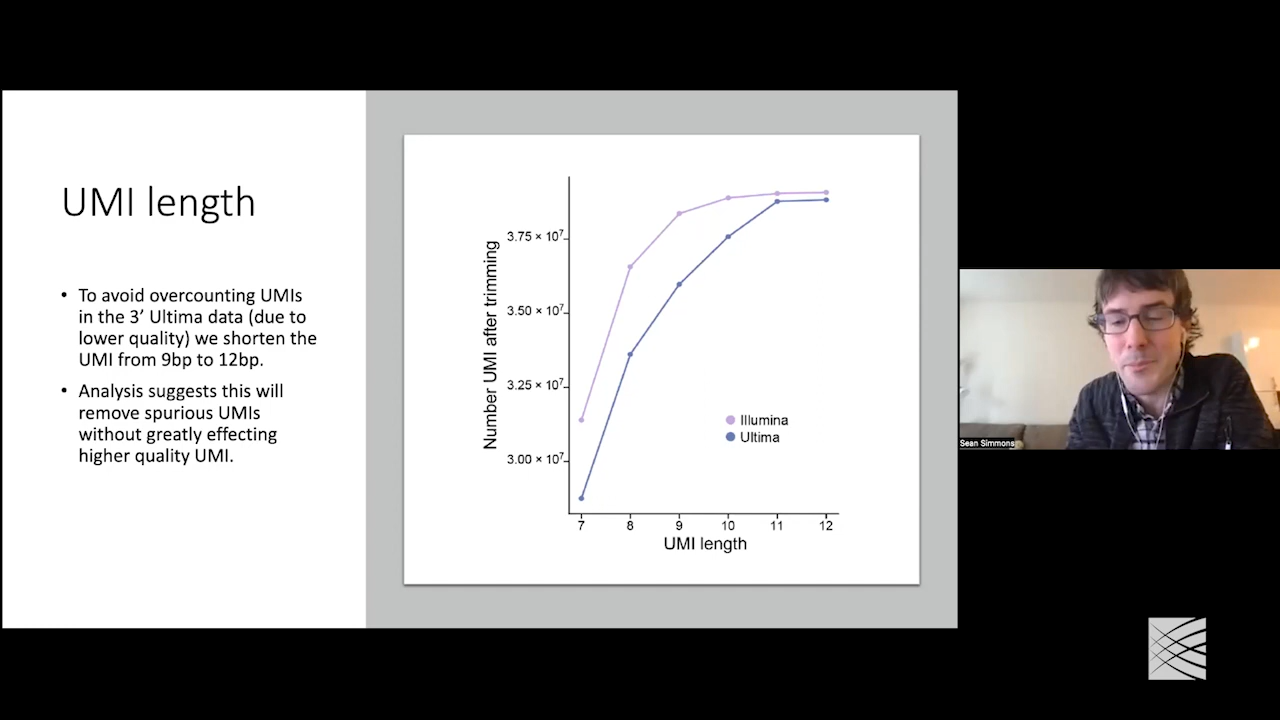 UMI length
• To avoid overcounting UMIs
in the 3’ Ultima data (due to
lower quality) we shorten the
UMI from 9bp to 12bp.
• Analysis suggests this will
remove spurious UMIs
without greatly effecting
higher quality UMI.
Number UMI after trimming
3.75 × 10⁷
3.50 × 10⁷
3.25 × 10⁷
3.00 × 10⁷
Illumina
Ultima
7 8 9 10 11 12
UMI length
Sean Simmons